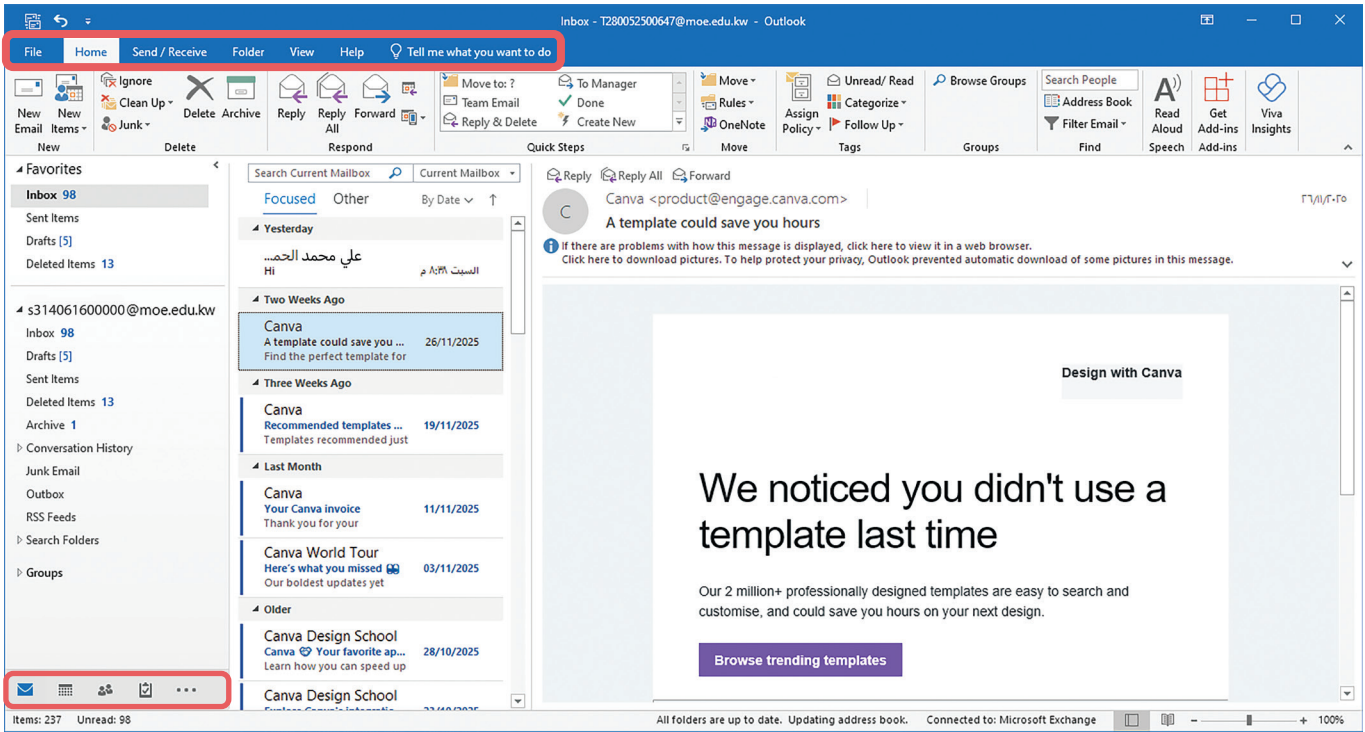 Inbox - T280052500647@moe.edu.kw - Outlook
File Home Send / Receive Folder View Help Tell me what you want to do
New Email
New Items
New
Ignore
Clean Up
Junk
Delete
Archive
Delete
Reply
Reply All
Forward
Respond
Move to: ?
Team Email
Reply & Delete
To Manager
Done
Create New
Quick Steps
Move
Rules
OneNote
Move
Assign Policy
Unread/ Read
Categorize
Follow Up
Tags
Browse Groups
Groups
Search People
Address Book
Filter Email
Find
Read Aloud
Speech
Get Add-ins
Add-ins
Viva Insights
Favorites
Inbox 98
Sent Items
Drafts [5]
Deleted Items 13
s314061600000@moe.edu.kw
Inbox 98
Drafts [5]
Sent Items
Deleted Items 13
Archive 1
Conversation History
Junk Email
Outbox
RSS Feeds
Search Folders
Groups
Search Current Mailbox Current Mailbox
Focused Other By Date
Yesterday
علي محمد الحمـ...
Hi السبت ٨:٣٨ م
Two Weeks Ago
Canva
A template could save you ... 26/11/2025
Find the perfect template for
Three Weeks Ago
Canva
Recommended templates ... 19/11/2025
Templates recommended just
Last Month
Canva
Your Canva invoice 11/11/2025
Thank you for your
Canva World Tour
Here's what you missed 03/11/2025
Our boldest updates yet
Older
Canva Design School
Canva Your favorite ap... 28/10/2025
Learn how you can speed up
Canva Design School
Reply Reply All Forward
C
Canva <product@engage.canva.com> ٢٦/١١/٢٠٢٥
A template could save you hours
If there are problems with how this message is displayed, click here to view it in a web browser.
Click here to download pictures. To help protect your privacy, Outlook prevented automatic download of some pictures in this message.
Design with Canva
We noticed you didn't use a
template last time
Our 2 million+ professionally designed templates are easy to search and
customise, and could save you hours on your next design.
Browse trending templates
Items: 237 Unread: 98 All folders are up to date. Updating address book. Connected to: Microsoft Exchange 100%